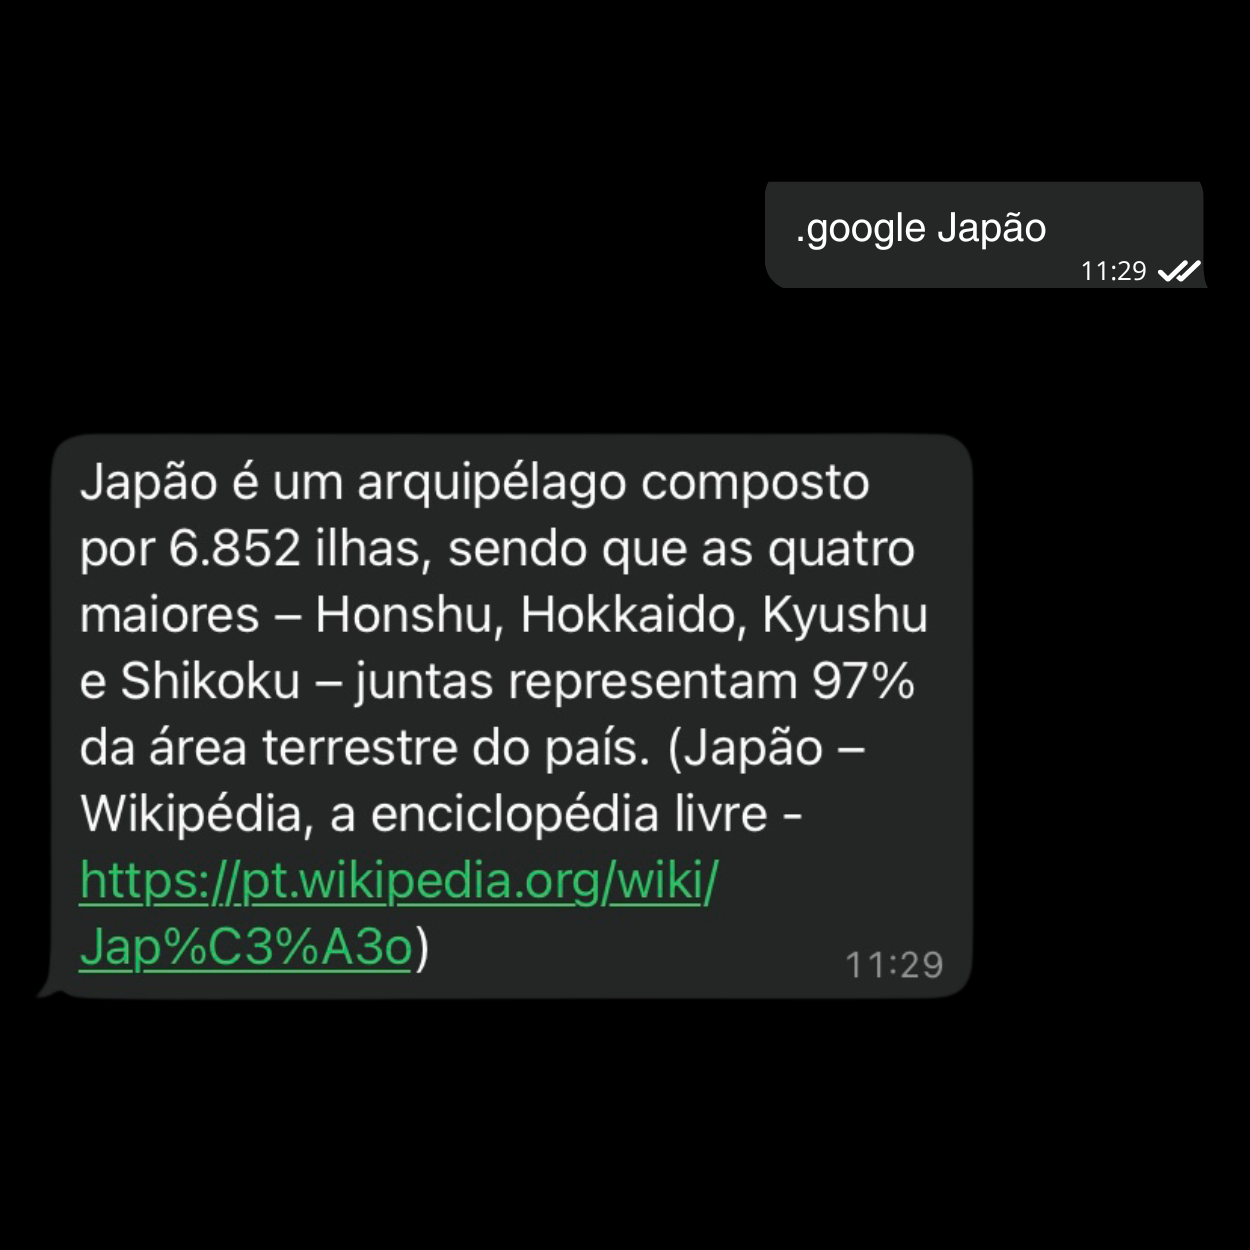 .google Japão
11:29
Japão é um arquipélago composto
por 6.852 ilhas, sendo que as quatro
maiores – Honshu, Hokkaido, Kyushu
e Shikoku – juntas representam 97%
da área terrestre do país. (Japão –
Wikipédia, a enciclopédia livre -
https://pt.wikipedia.org/wiki/
Jap%C3%A3o)
11:29